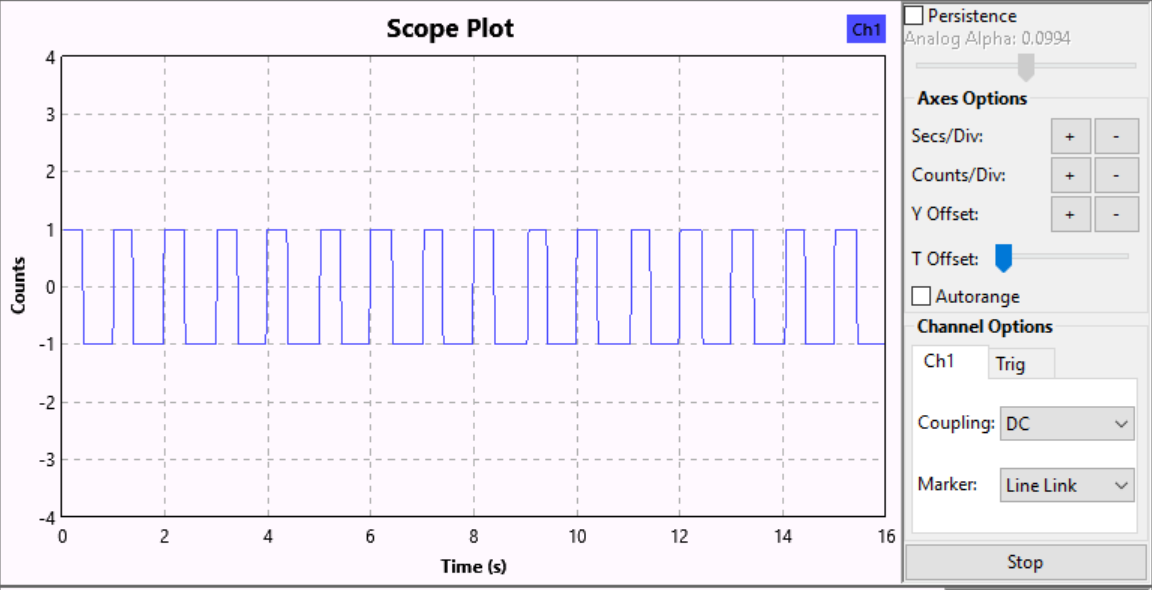 Scope Plot
Ch1
4
3
2
1
0
-1
-2
-3
-4
Counts
0 2 4 6 8 10 12 14 16
Time (s)
Persistence
Analog Alpha: 0.0994
Axes Options
Secs/Div: + -
Counts/Div: + -
Y Offset: + -
T Offset:
Autorange
Channel Options
Ch1 Trig
Coupling: DC
Marker: Line Link
Stop